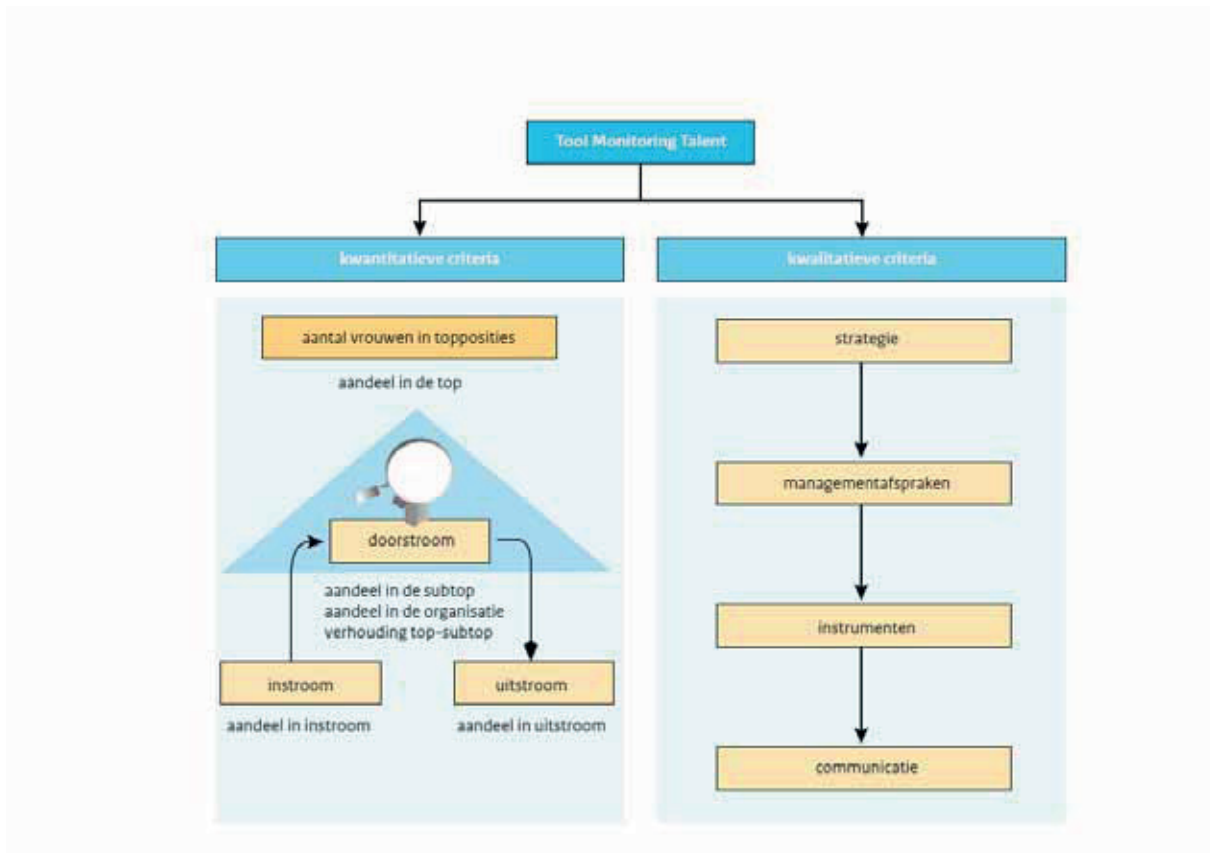 Tool Monitoring Talent
kwantitatieve criteria
aantal vrouwen in topposities
aandeel in de top
doorstroom
aandeel in de subtop
aandeel in de organisatie
verhouding top-subtop
instroom
uitstroom
aandeel in instroom
aandeel in uitstroom
kwalitatieve criteria
strategie
managementafspraken
instrumenten
communicatie